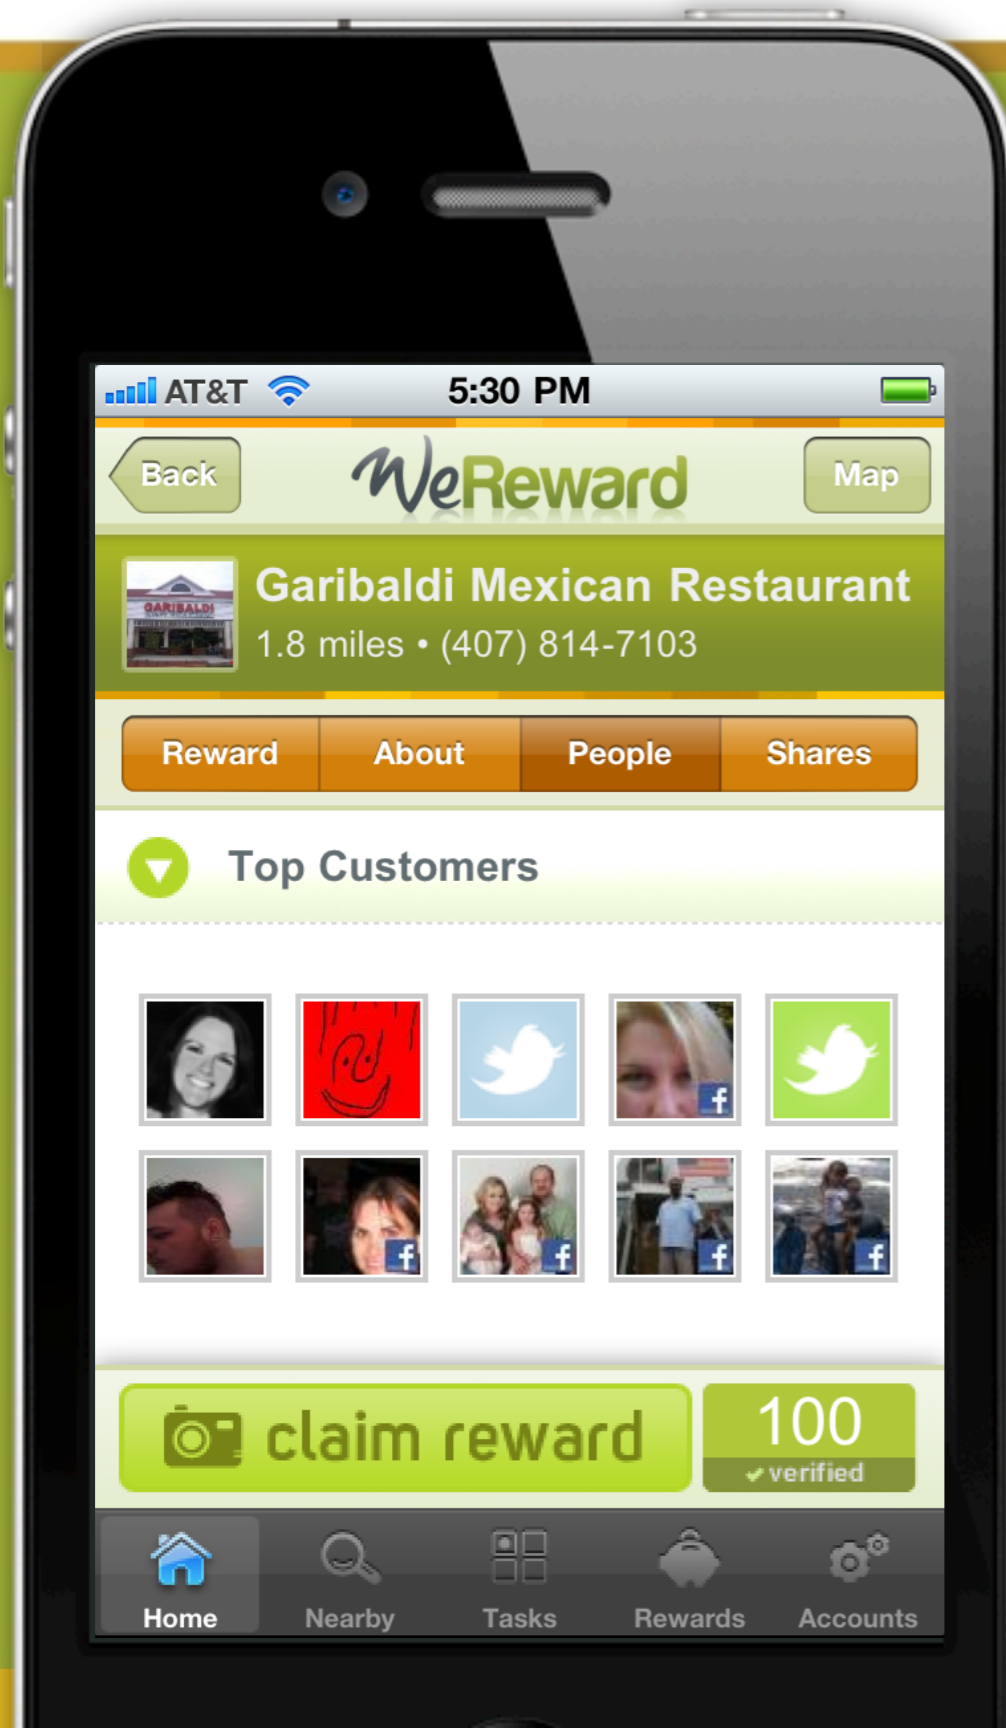 AT&T 5:30 PM
Back WeReward Map
GARIBALDI
Garibaldi Mexican Restaurant
1.8 miles • (407) 814-7103
Reward About People Shares
Top Customers
f
f f f f
claim reward 100
verified
Home Nearby Tasks Rewards Accounts